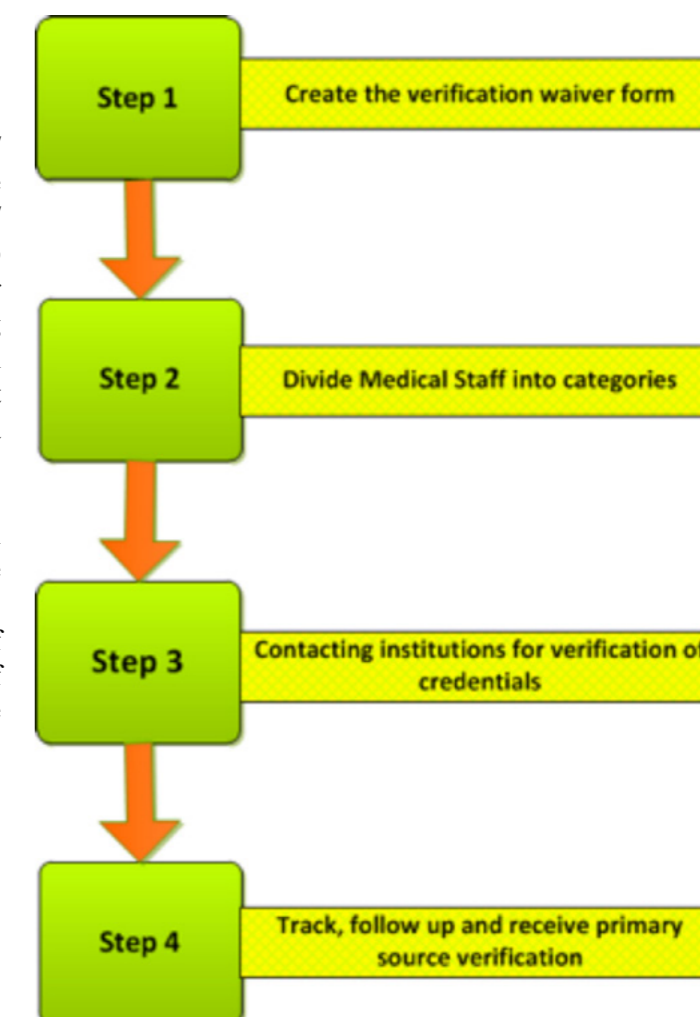 Step 1
Create the verification waiver form
Step 2
Divide Medical Staff into categories
Step 3
Contacting institutions for verification of
credentials
Step 4
Track, follow up and receive primary
source verification